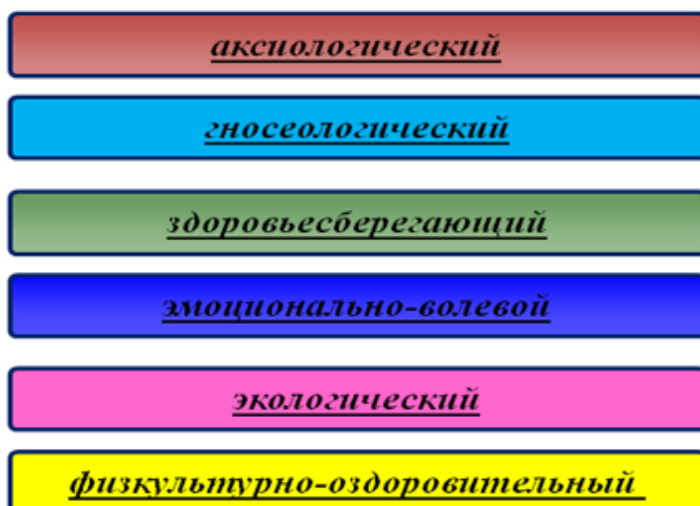 аксиологический
гносеологический
здоровьесберегающий
эмоционально-волевой
экологический
физкультурно-оздоровительный